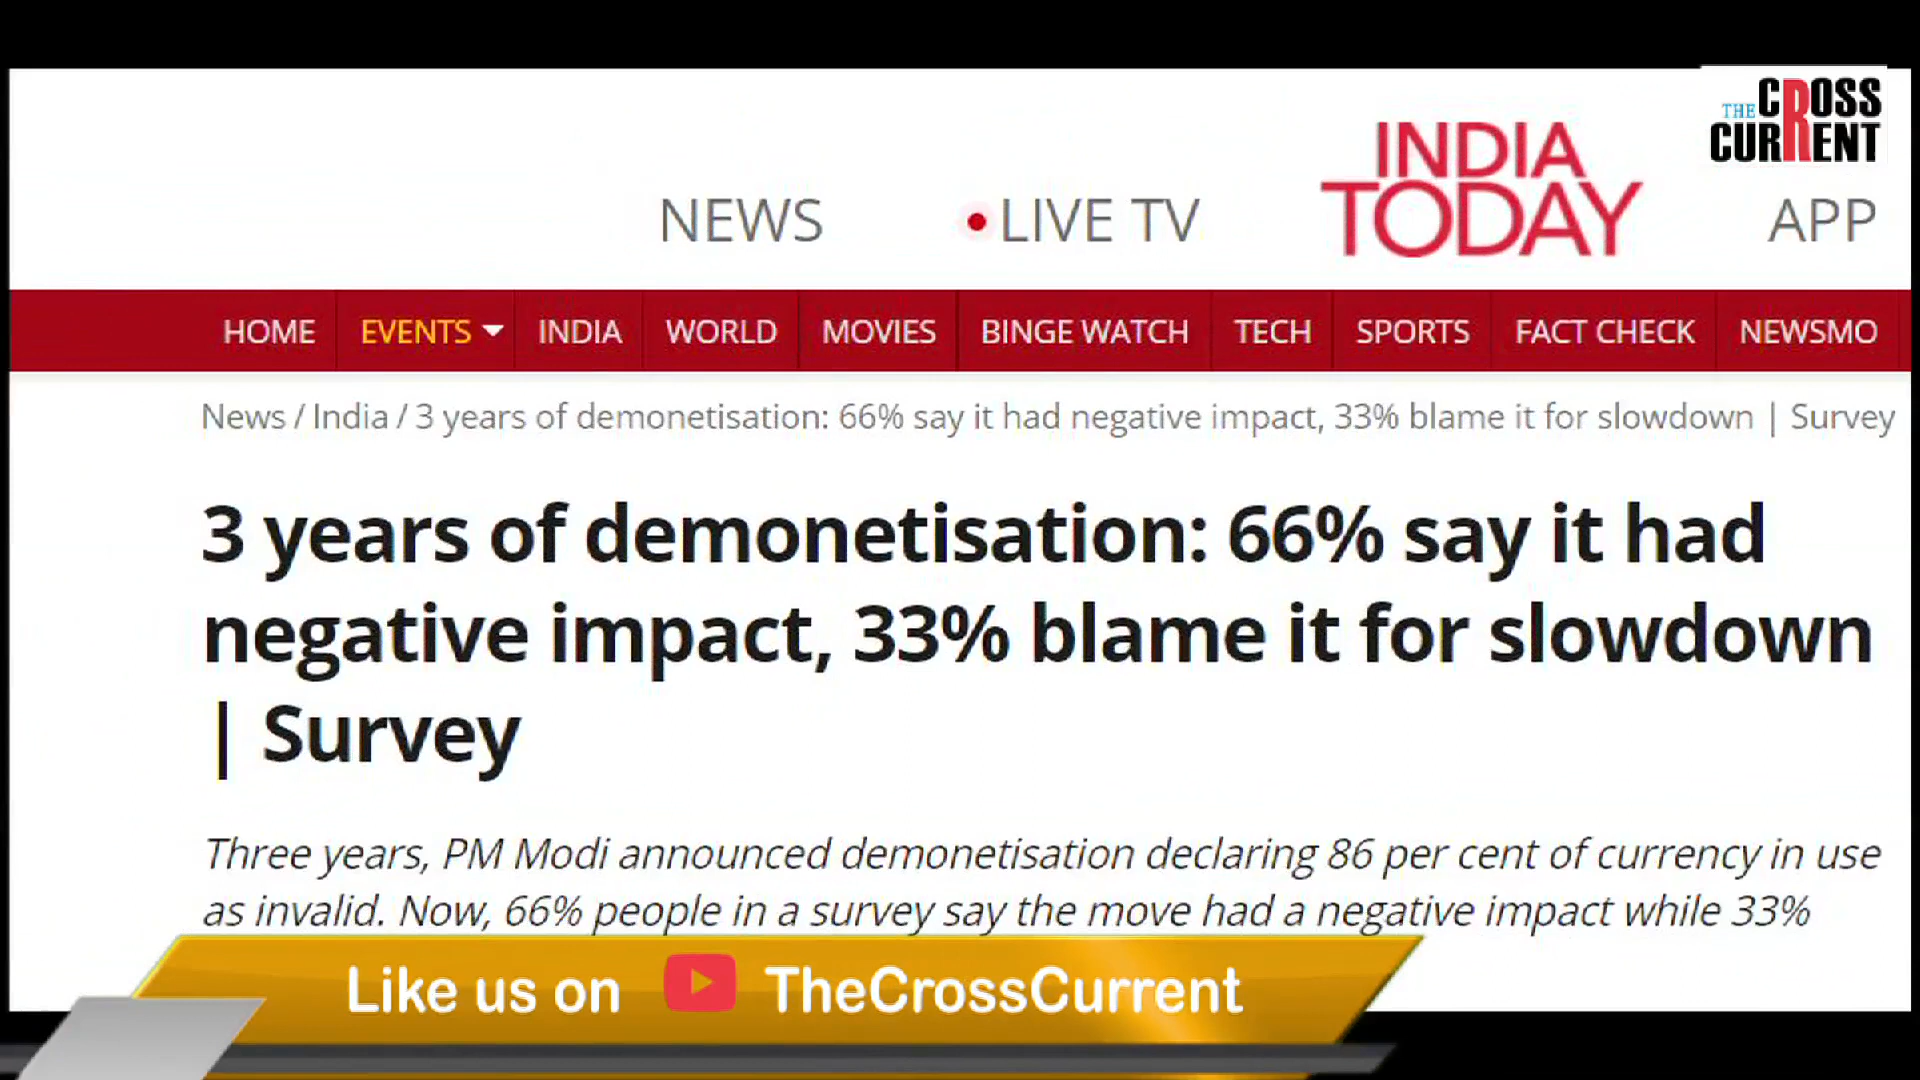 THE CROSS
CURRENT
NEWS
LIVE TV
INDIA
TODAY
APP
HOME EVENTS INDIA WORLD MOVIES BINGE WATCH TECH SPORTS FACT CHECK NEWSMO
News / India / 3 years of demonetisation: 66% say it had negative impact, 33% blame it for slowdown | Survey
3 years of demonetisation: 66% say it had
negative impact, 33% blame it for slowdown
| Survey
Three years, PM Modi announced demonetisation declaring 86 per cent of currency in use
as invalid. Now, 66% people in a survey say the move had a negative impact while 33%
Like us on TheCrossCurrent